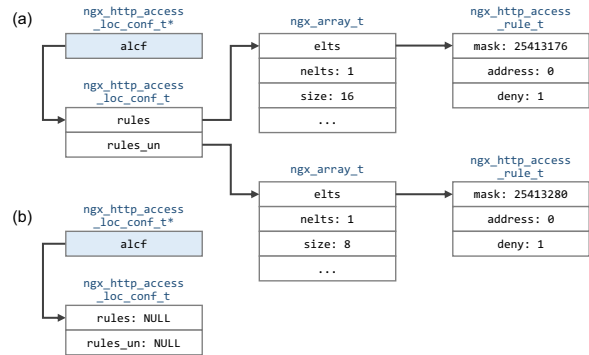 (a)
ngx_http_access
_loc_conf_t*
alcf
ngx_http_access
_loc_conf_t
rules
rules_un
ngx_array_t
elts
nelts: 1
size: 16
...
ngx_http_access
_rule_t
mask: 25413176
address: 0
deny: 1
ngx_array_t
elts
nelts: 1
size: 8
...
ngx_http_access
_rule_t
mask: 25413280
address: 0
deny: 1
(b)
ngx_http_access
_loc_conf_t*
alcf
ngx_http_access
_loc_conf_t
rules: NULL
rules_un: NULL